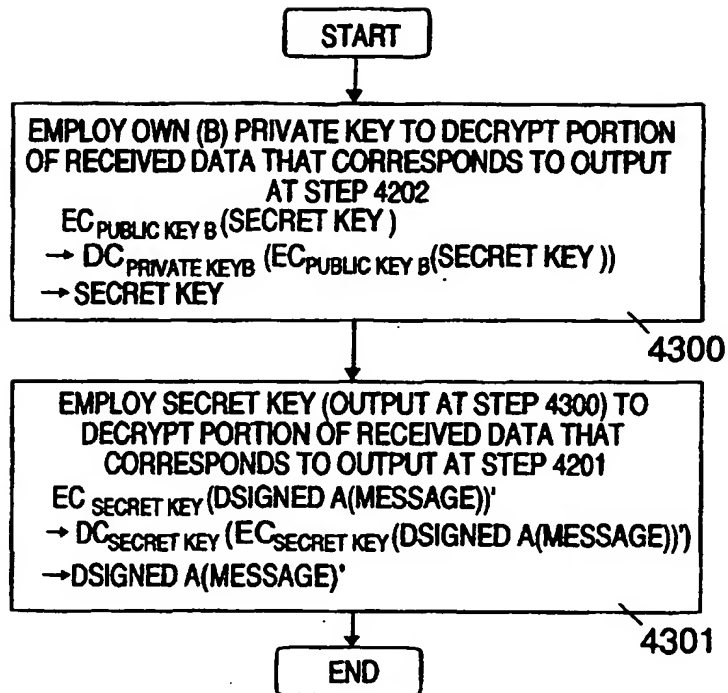 START
EMPLOY OWN (B) PRIVATE KEY TO DECRYPT PORTION
OF RECEIVED DATA THAT CORRESPONDS TO OUTPUT
AT STEP 4202
EC PUBLIC KEY B (SECRET KEY)
→ DC PRIVATE KEYB (EC PUBLIC KEY B(SECRET KEY))
→ SECRET KEY
4300
EMPLOY SECRET KEY (OUTPUT AT STEP 4300) TO
DECRYPT PORTION OF RECEIVED DATA THAT
CORRESPONDS TO OUTPUT AT STEP 4201
EC SECRET KEY (DSIGNED A(MESSAGE))'
→ DC SECRET KEY (EC SECRET KEY (DSIGNED A(MESSAGE))')
→DSIGNED A(MESSAGE)'
4301
END